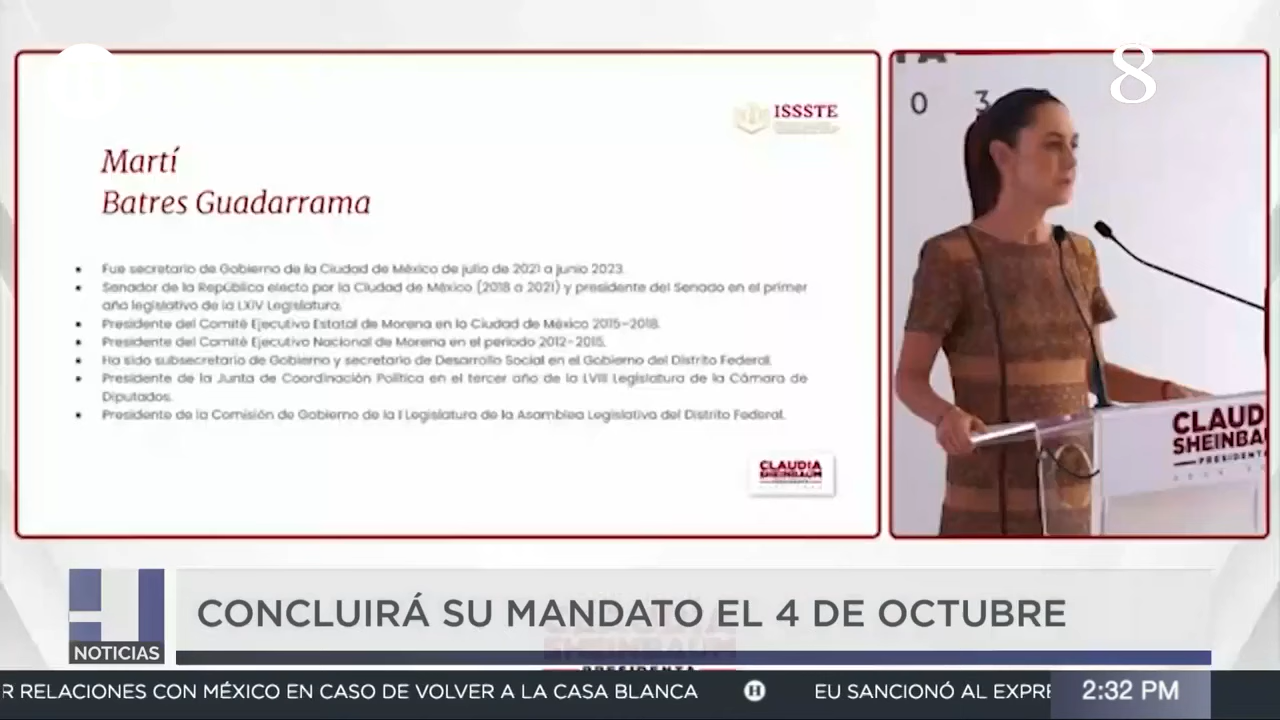 8
ISSSTE
Martí
Batres Guadarrama
• Fue secretario de Gobierno de la Ciudad de México de julio de 2021 a junio 2023.
• Senador de la República electo por la Ciudad de México (2018 a 2021) y presidente del Senado en el primer
año legislativo de la LXIV Legislatura.
• Presidente del Comité Ejecutivo Estatal de Morena en la Ciudad de México 2015-2018.
• Presidente del Comité Ejecutivo Nacional de Morena en el periodo 2012-2015.
• Ha sido subsecretario de Gobierno y secretario de Desarrollo Social en el Gobierno del Distrito Federal.
• Presidente de la Junta de Coordinación Política en el tercer año de la LVIII Legislatura de la Cámara de
Diputados.
• Presidente de la Comisión de Gobierno de la I Legislatura de la Asamblea Legislativa del Distrito Federal.
CLAUDIA
SHEINBAUM
0 3
CLAUD
SHEINBAU
PRESIDENTA
H
NOTICIAS
CONCLUIRÁ SU MANDATO EL 4 DE OCTUBRE
SHEINBAUM
PRESIDENTA
R RELACIONES CON MÉXICO EN CASO DE VOLVER A LA CASA BLANCA H EU SANCIONÓ AL EXPRE
2:32 PM